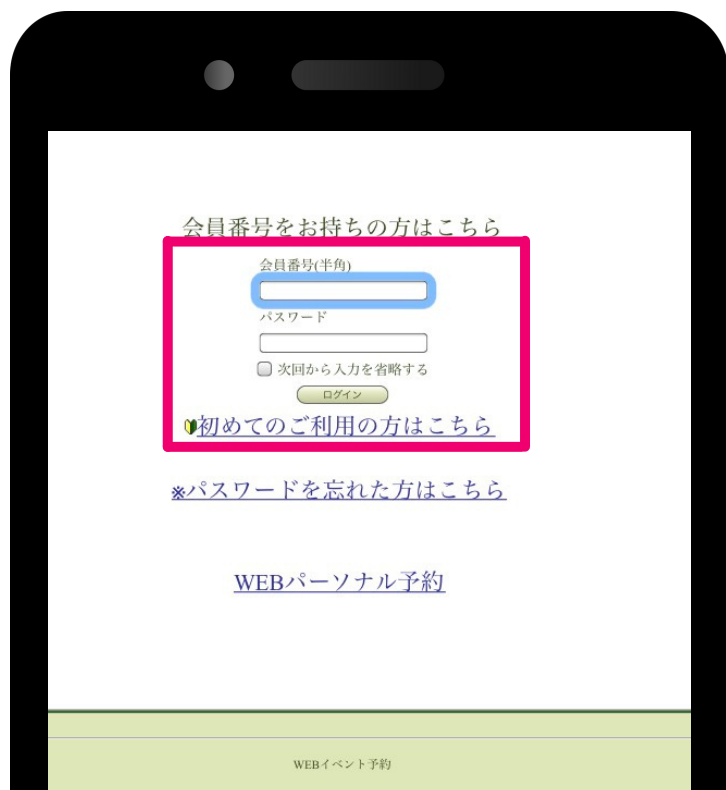 会員番号をお持ちの方はこちら
会員番号(半角)
パスワード
次回から入力を省略する
ログイン
初めてのご利用の方はこちら
※パスワードを忘れた方はこちら
WEBパーソナル予約
WEBイベント予約